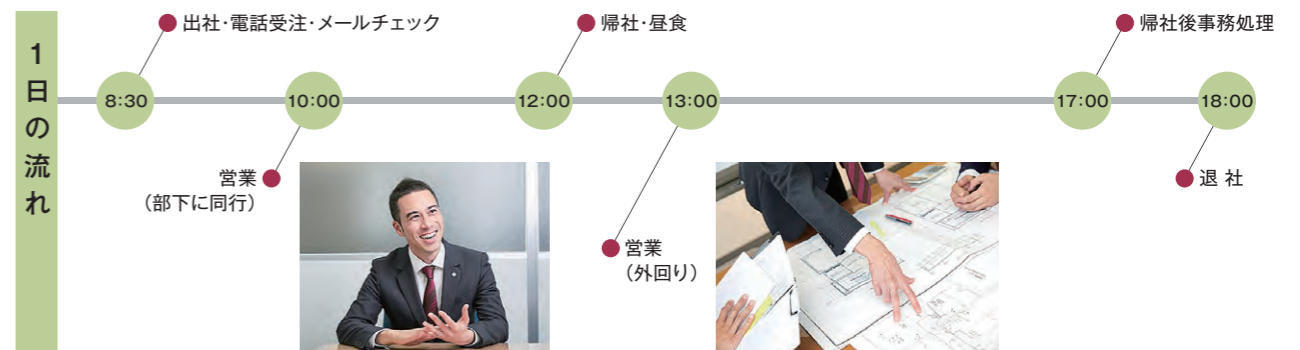 1日の流れ
8:30
出社・電話受注・メールチェック
10:00
営業
（部下に同行）
12:00
帰社・昼食
13:00
営業
（外回り）
17:00
帰社後事務処理
18:00
退 社